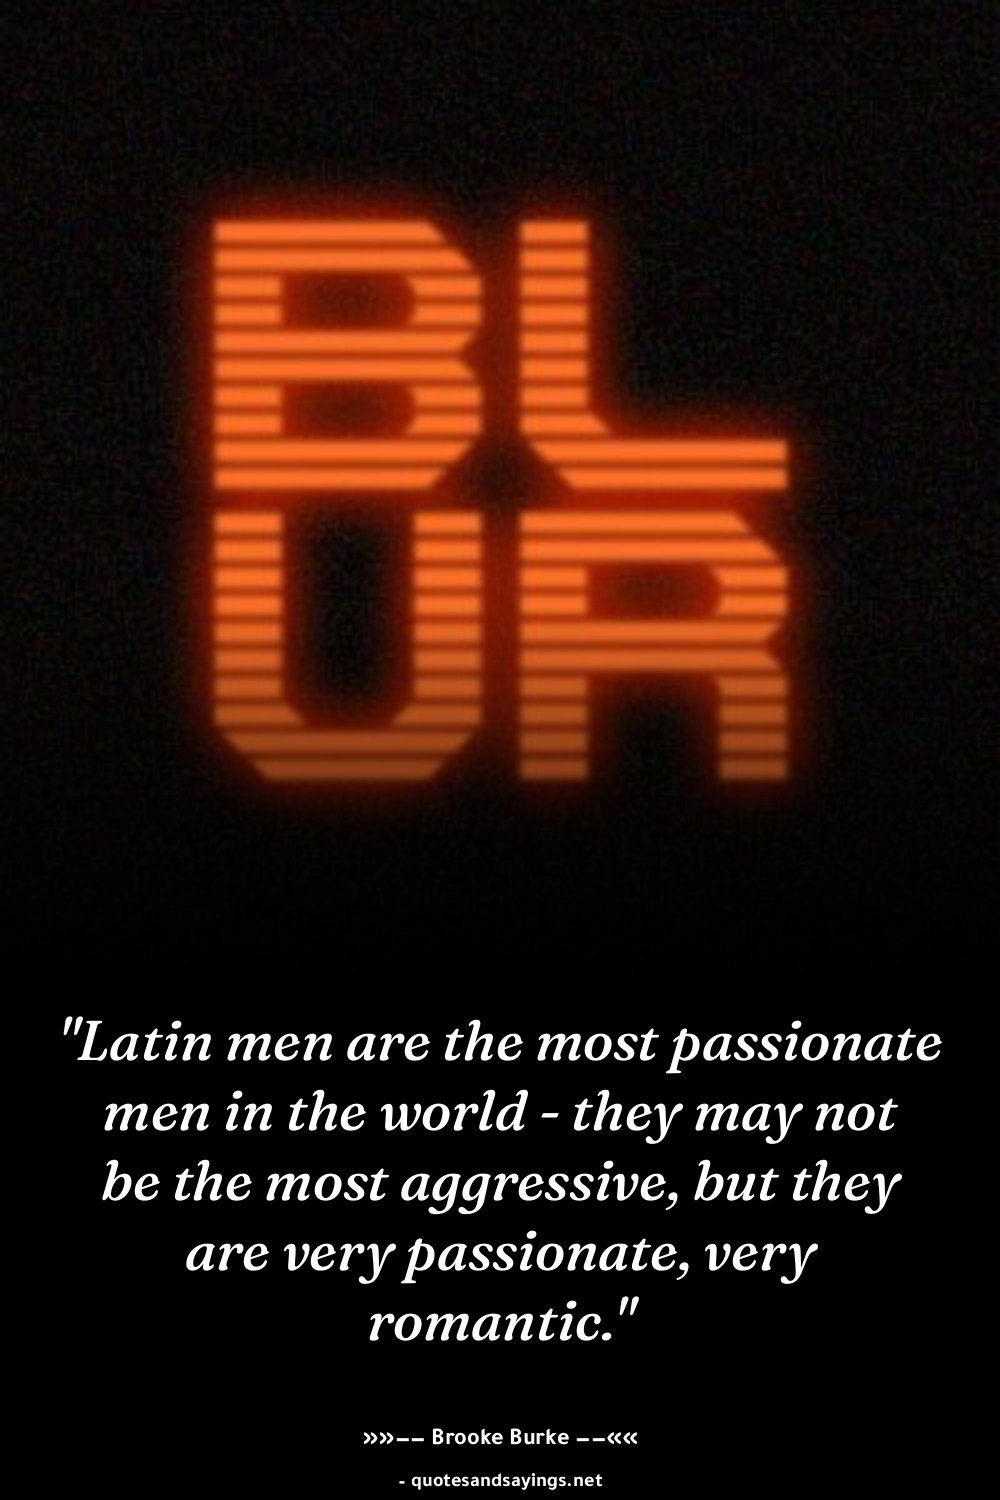 BL
UR
"Latin men are the most passionate
men in the world - they may not
be the most aggressive, but they
are very passionate, very
romantic."
»»–– Brooke Burke ––««
- quotesandsayings.net